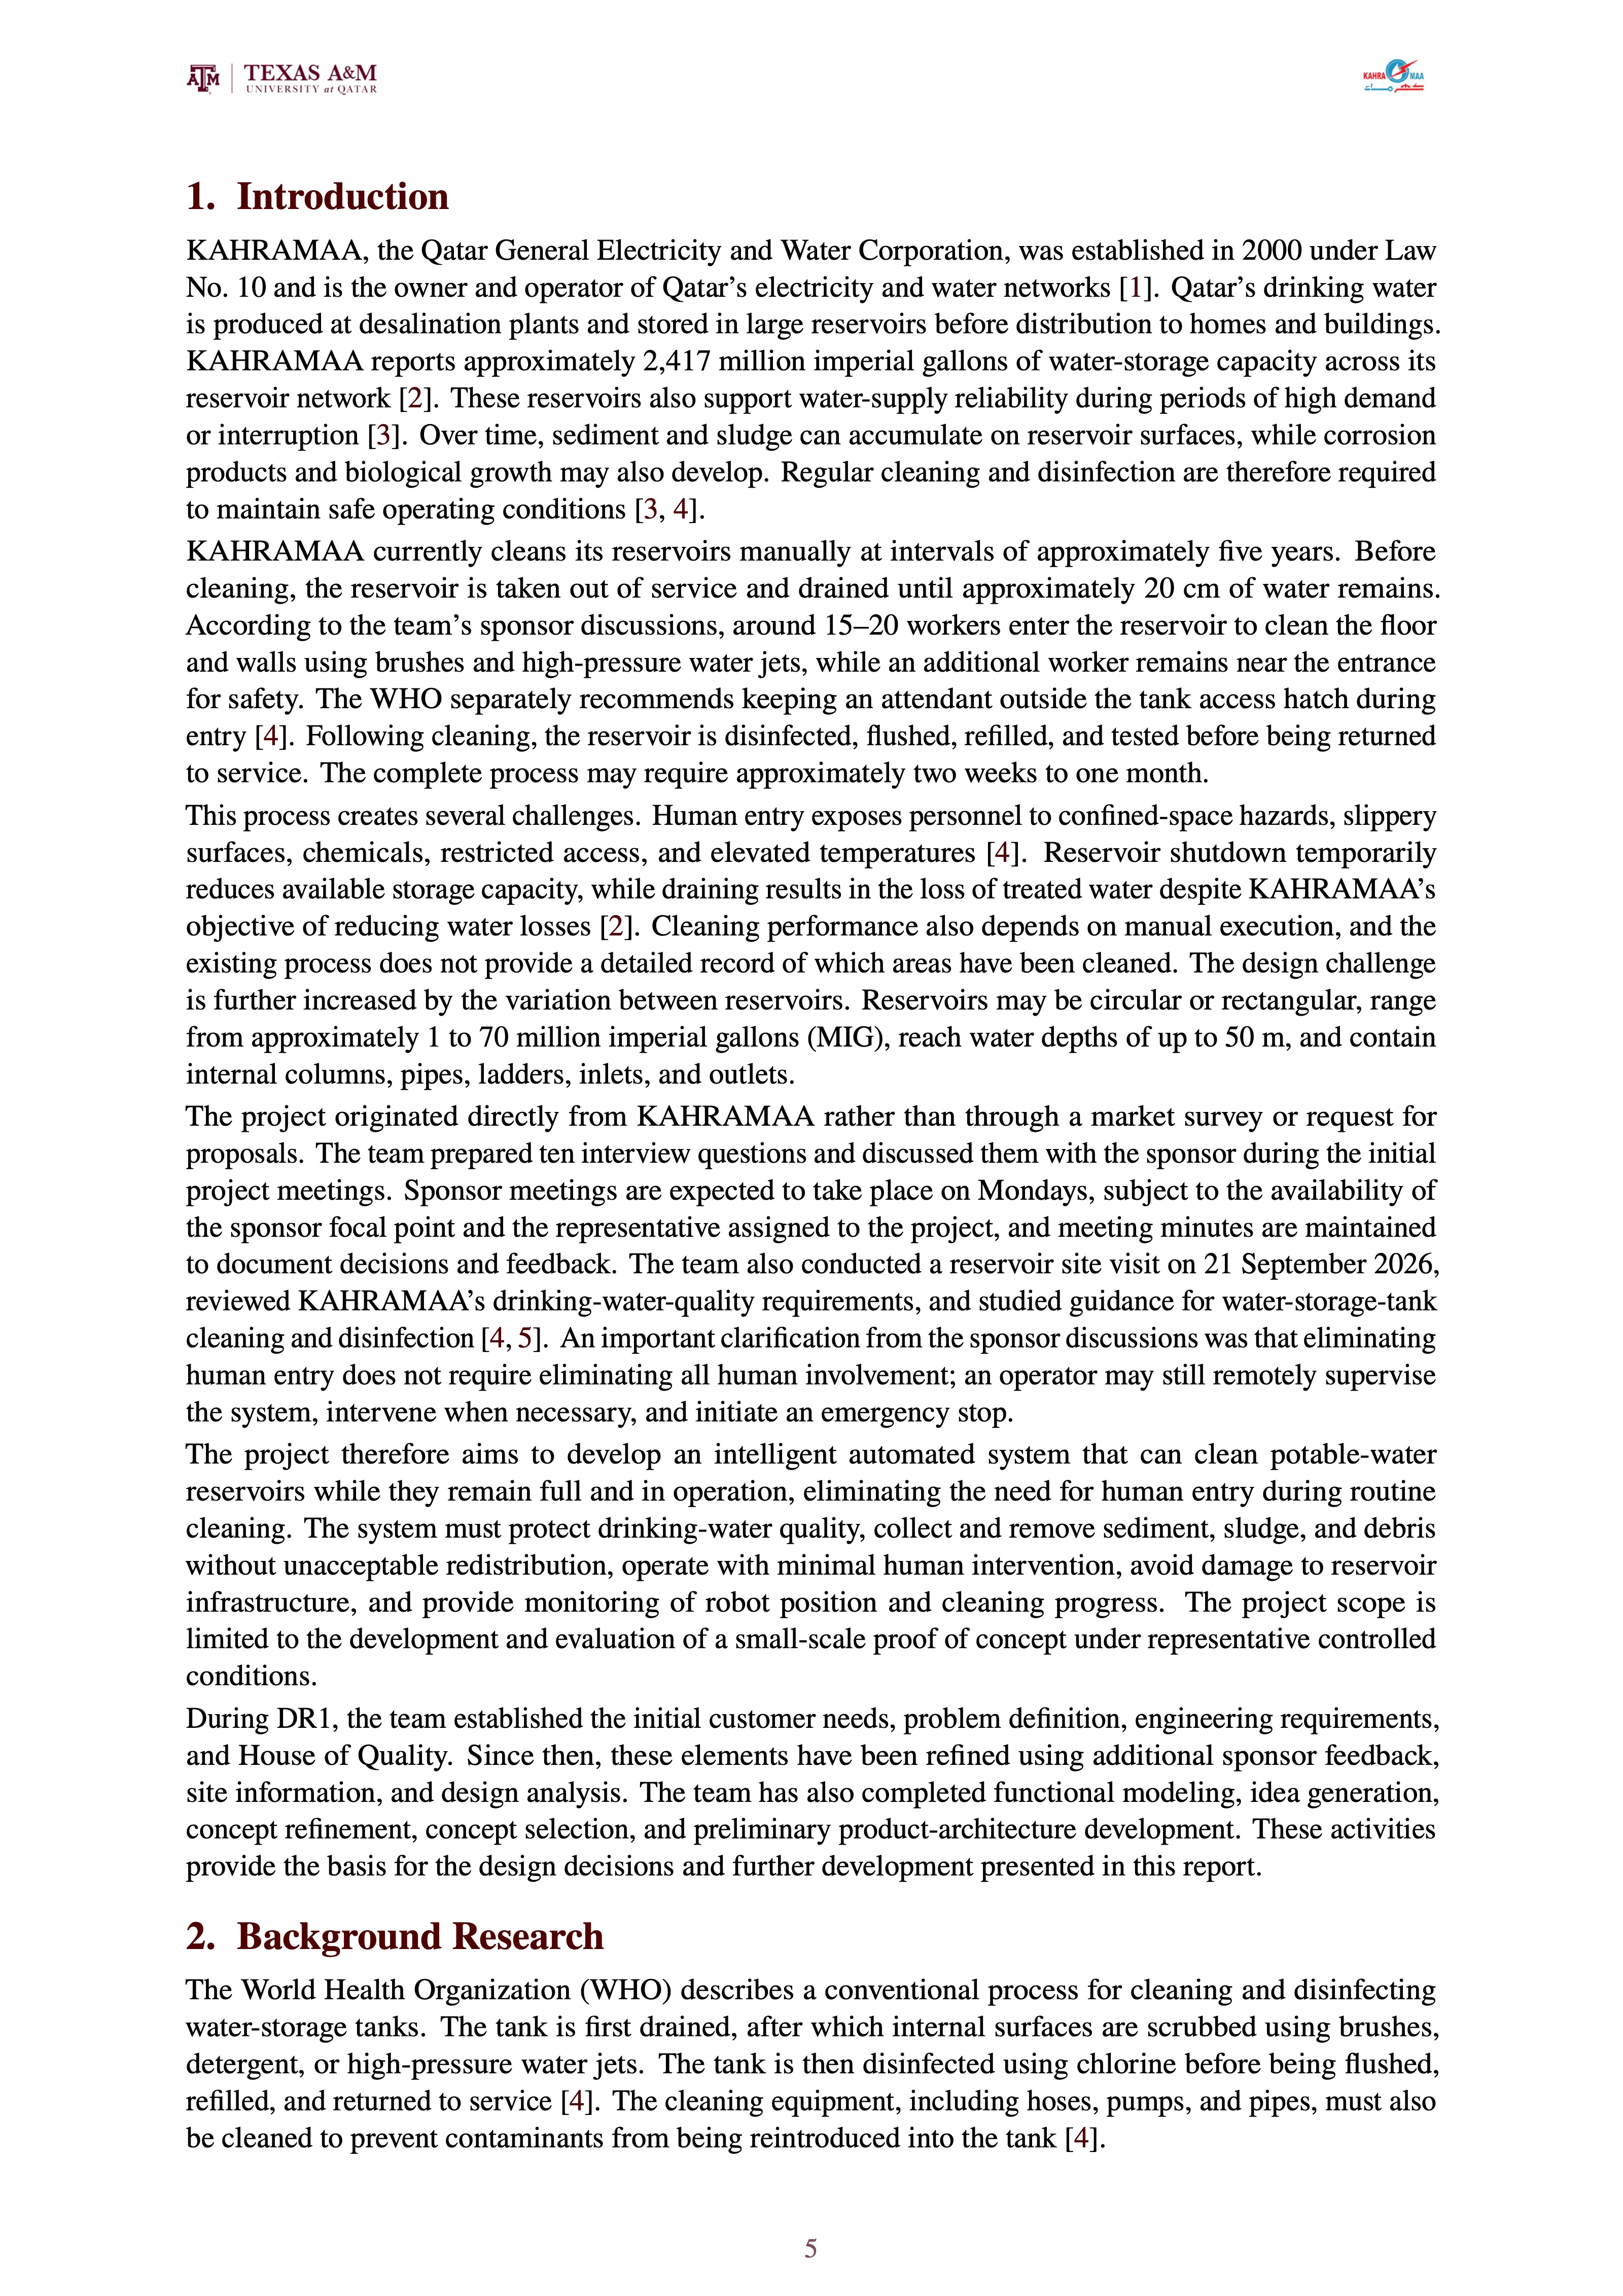 TEXAS A&M
UNIVERSITY at QATAR
KAHRA MAA
كهرماء
1. Introduction
KAHRAMAA, the Qatar General Electricity and Water Corporation, was established in 2000 under Law
No. 10 and is the owner and operator of Qatar’s electricity and water networks [1]. Qatar’s drinking water
is produced at desalination plants and stored in large reservoirs before distribution to homes and buildings.
KAHRAMAA reports approximately 2,417 million imperial gallons of water-storage capacity across its
reservoir network [2]. These reservoirs also support water-supply reliability during periods of high demand
or interruption [3]. Over time, sediment and sludge can accumulate on reservoir surfaces, while corrosion
products and biological growth may also develop. Regular cleaning and disinfection are therefore required
to maintain safe operating conditions [3, 4].
KAHRAMAA currently cleans its reservoirs manually at intervals of approximately five years. Before
cleaning, the reservoir is taken out of service and drained until approximately 20 cm of water remains.
According to the team’s sponsor discussions, around 15–20 workers enter the reservoir to clean the floor
and walls using brushes and high-pressure water jets, while an additional worker remains near the entrance
for safety. The WHO separately recommends keeping an attendant outside the tank access hatch during
entry [4]. Following cleaning, the reservoir is disinfected, flushed, refilled, and tested before being returned
to service. The complete process may require approximately two weeks to one month.
This process creates several challenges. Human entry exposes personnel to confined-space hazards, slippery
surfaces, chemicals, restricted access, and elevated temperatures [4]. Reservoir shutdown temporarily
reduces available storage capacity, while draining results in the loss of treated water despite KAHRAMAA’s
objective of reducing water losses [2]. Cleaning performance also depends on manual execution, and the
existing process does not provide a detailed record of which areas have been cleaned. The design challenge
is further increased by the variation between reservoirs. Reservoirs may be circular or rectangular, range
from approximately 1 to 70 million imperial gallons (MIG), reach water depths of up to 50 m, and contain
internal columns, pipes, ladders, inlets, and outlets.
The project originated directly from KAHRAMAA rather than through a market survey or request for
proposals. The team prepared ten interview questions and discussed them with the sponsor during the initial
project meetings. Sponsor meetings are expected to take place on Mondays, subject to the availability of
the sponsor focal point and the representative assigned to the project, and meeting minutes are maintained
to document decisions and feedback. The team also conducted a reservoir site visit on 21 September 2026,
reviewed KAHRAMAA’s drinking-water-quality requirements, and studied guidance for water-storage-tank
cleaning and disinfection [4, 5]. An important clarification from the sponsor discussions was that eliminating
human entry does not require eliminating all human involvement; an operator may still remotely supervise
the system, intervene when necessary, and initiate an emergency stop.
The project therefore aims to develop an intelligent automated system that can clean potable-water
reservoirs while they remain full and in operation, eliminating the need for human entry during routine
cleaning. The system must protect drinking-water quality, collect and remove sediment, sludge, and debris
without unacceptable redistribution, operate with minimal human intervention, avoid damage to reservoir
infrastructure, and provide monitoring of robot position and cleaning progress. The project scope is
limited to the development and evaluation of a small-scale proof of concept under representative controlled
conditions.
During DR1, the team established the initial customer needs, problem definition, engineering requirements,
and House of Quality. Since then, these elements have been refined using additional sponsor feedback,
site information, and design analysis. The team has also completed functional modeling, idea generation,
concept refinement, concept selection, and preliminary product-architecture development. These activities
provide the basis for the design decisions and further development presented in this report.
2. Background Research
The World Health Organization (WHO) describes a conventional process for cleaning and disinfecting
water-storage tanks. The tank is first drained, after which internal surfaces are scrubbed using brushes,
detergent, or high-pressure water jets. The tank is then disinfected using chlorine before being flushed,
refilled, and returned to service [4]. The cleaning equipment, including hoses, pumps, and pipes, must also
be cleaned to prevent contaminants from being reintroduced into the tank [4].
5